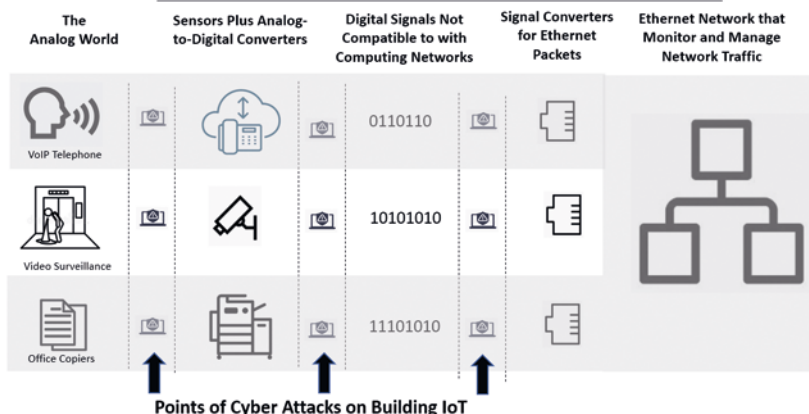 The
Analog World
Sensors Plus Analog-
to-Digital Converters
Digital Signals Not
Compatible to with
Computing Networks
Signal Converters
for Ethernet
Packets
Ethernet Network that
Monitor and Manage
Network Traffic
VoIP Telephone
0110110
Video Surveillance
10101010
Office Copiers
11101010
Points of Cyber Attacks on Building IoT